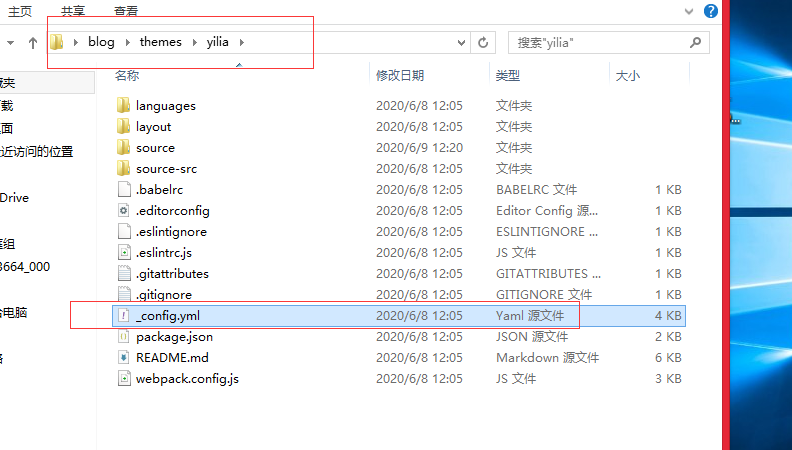 主页 共享 查看
blog themes yilia 搜索"yilia"
名称 修改日期 类型 大小
languages 2020/6/8 12:05 文件夹
layout 2020/6/8 12:05 文件夹
source 2020/6/9 12:20 文件夹
source-src 2020/6/8 12:05 文件夹
.babelrc 2020/6/8 12:05 BABELRC 文件 1 KB
.editorconfig 2020/6/8 12:05 Editor Config 源... 1 KB
.eslintignore 2020/6/8 12:05 ESLINTIGNORE ... 1 KB
.eslintrc.js 2020/6/8 12:05 JS 文件 1 KB
.gitattributes 2020/6/8 12:05 GITATTRIBUTES ... 1 KB
.gitignore 2020/6/8 12:05 GITIGNORE 文件 1 KB
_config.yml 2020/6/8 12:05 Yaml 源文件 4 KB
package.json 2020/6/8 12:05 JSON 源文件 2 KB
README.md 2020/6/8 12:05 Markdown 源文件 6 KB
webpack.config.js 2020/6/8 12:05 JS 文件 3 KB
夹
载
面
近访问的位置
Drive
组
3664_000
电脑